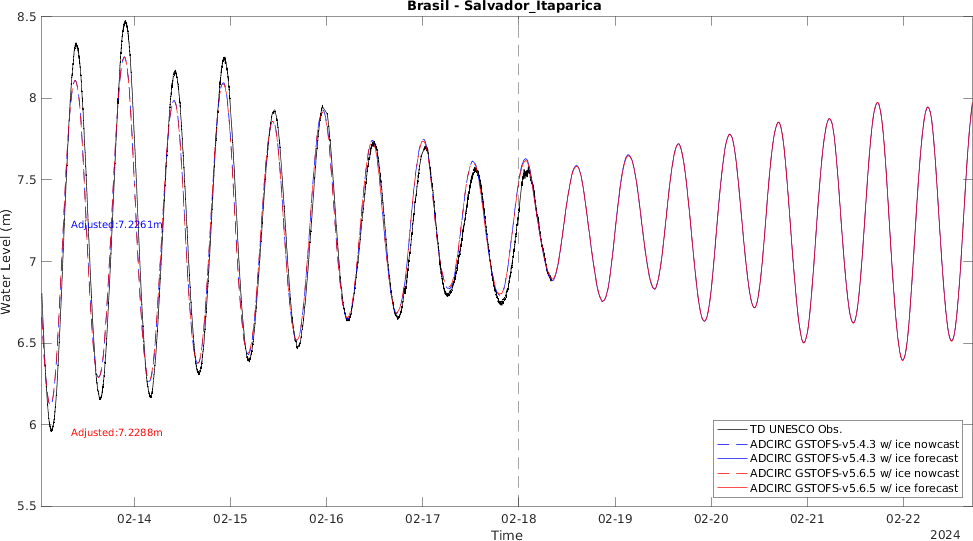 Brasil - Salvador_Itaparica
8.5
8
7.5
7
6.5
6
5.5
Water Level (m)
Adjusted:7.2261m
Adjusted:7.2288m
TD UNESCO Obs.
ADCIRC GSTOFS-v5.4.3 w/ ice nowcast
ADCIRC GSTOFS-v5.4.3 w/ ice forecast
ADCIRC GSTOFS-v5.6.5 w/ ice nowcast
ADCIRC GSTOFS-v5.6.5 w/ ice forecast
02-14 02-15 02-16 02-17 02-18 02-19 02-20 02-21 02-22
Time
2024